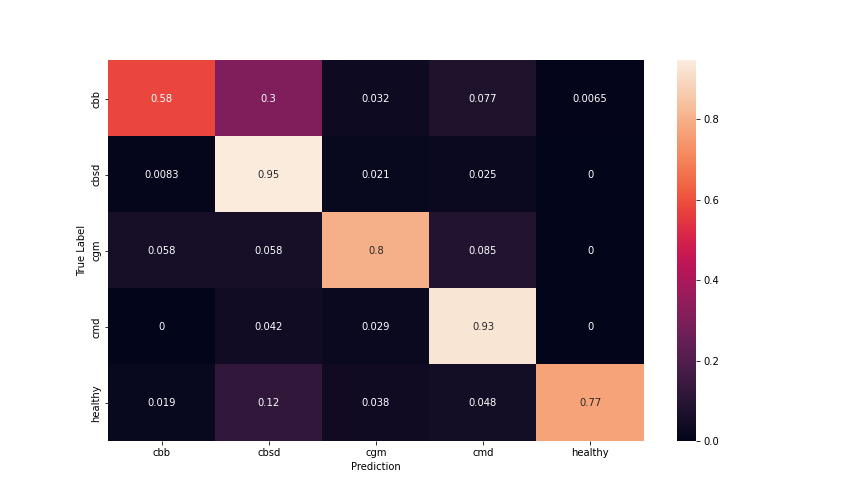 cbb 0.58 0.3 0.032 0.077 0.0065
cbsd 0.0083 0.95 0.021 0.025 0
cgm 0.058 0.058 0.8 0.085 0
cmd 0 0.042 0.029 0.93 0
healthy 0.019 0.12 0.038 0.048 0.77
True Label
cbb cbsd cgm cmd healthy
Prediction
0.8
0.6
0.4
0.2
0.0